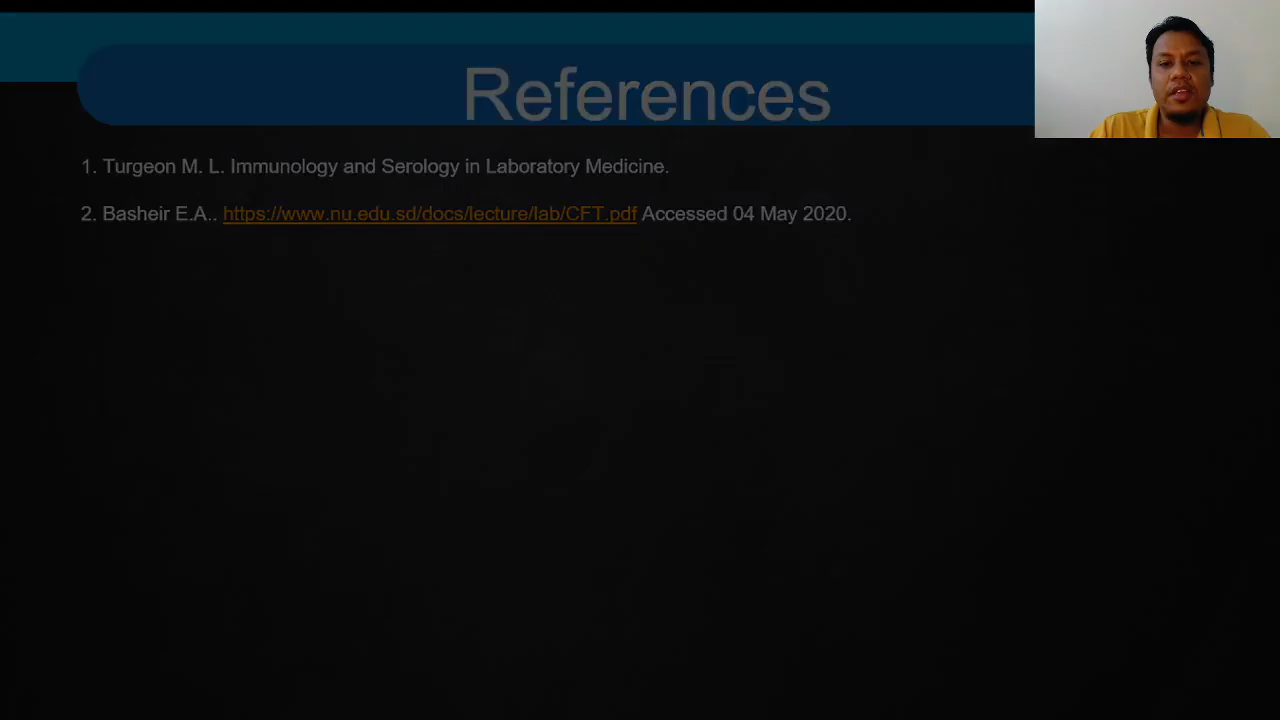 References
1. Turgeon M. L. Immunology and Serology in Laboratory Medicine.
2. Basheir E.A.. https://www.nu.edu.sd/docs/lecture/lab/CFT.pdf Accessed 04 May 2020.